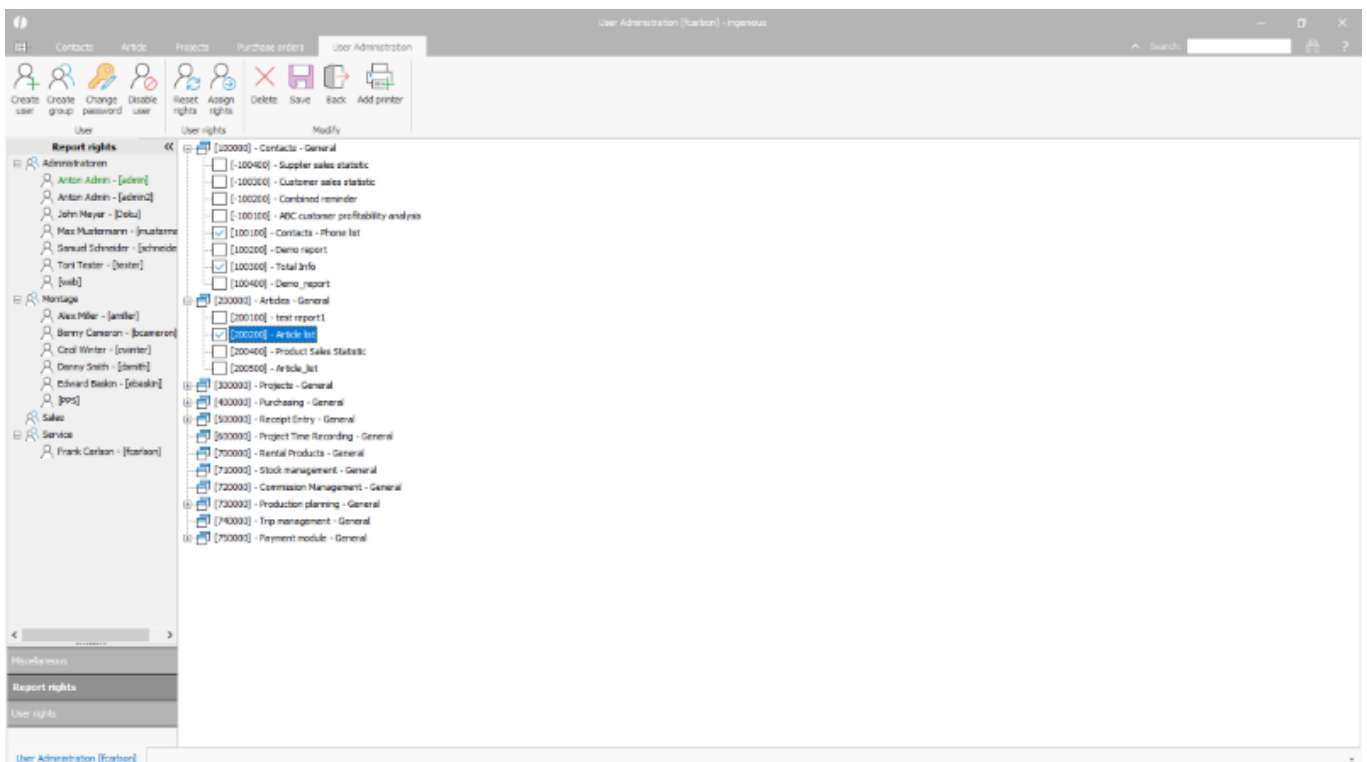 User Administration [fcarlson] - ingenious
Contacts Article Projects Purchase orders User Administration Search:
Create user Create group Change password Disable user Reset rights Assign rights Delete Save Back Add printer
User User rights Modify
Report rights
Administratoren
Anton Admin - [admin]
Anton Admin - [admin2]
John Meyer - [Doku]
Max Mustermann - [musterma
Samuel Schneider - [schneide
Toni Tester - [tester]
[web]
Montage
Alex Miller - [amiller]
Benny Cameron - [bcameron]
Cecil Winter - [cwinter]
Danny Smith - [dsmith]
Edward Baskin - [ebaskin]
[PPS]
Sales
Service
Frank Carlson - [fcarlson]
[100000] - Contacts - General
[-100400] - Supplier sales statistic
[-100300] - Customer sales statistic
[-100200] - Combined reminder
[-100100] - ABC customer profitability analysis
[100100] - Contacts - Phone list
[100200] - Demo report
[100300] - Total Info
[100400] - Demo_report
[200000] - Articles - General
[200100] - test report1
[200200] - Article list
[200400] - Product Sales Statistic
[200500] - Article_list
[300000] - Projects - General
[400000] - Purchasing - General
[500000] - Receipt Entry - General
[600000] - Project Time Recording - General
[700000] - Rental Products - General
[710000] - Stock management - General
[720000] - Commission Management - General
[730000] - Production planning - General
[740000] - Trip management - General
[750000] - Payment module - General
Miscellaneous
Report rights
User rights
User Administration [fcarlson]